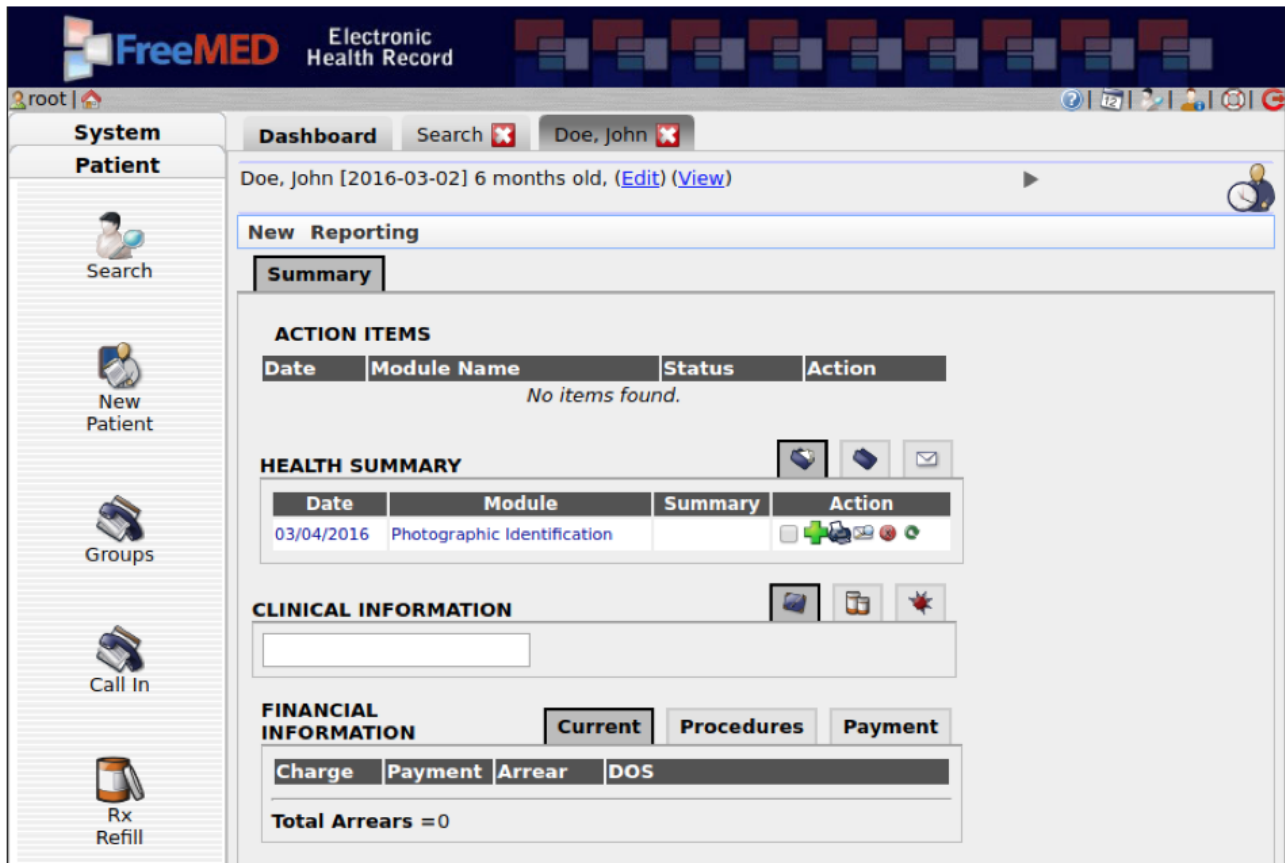 FreeMED
Electronic
Health Record
root |
12
System
Patient
Search
New
Patient
Groups
Call In
Rx
Refill
Dashboard Search Doe, John
Doe, John [2016-03-02] 6 months old, (Edit) (View)
New Reporting
Summary
ACTION ITEMS
Date Module Name Status Action
No items found.
HEALTH SUMMARY
Date Module Summary Action
03/04/2016 Photographic Identification
CLINICAL INFORMATION
FINANCIAL
INFORMATION
Current Procedures Payment
Charge Payment Arrear DOS
Total Arrears =0